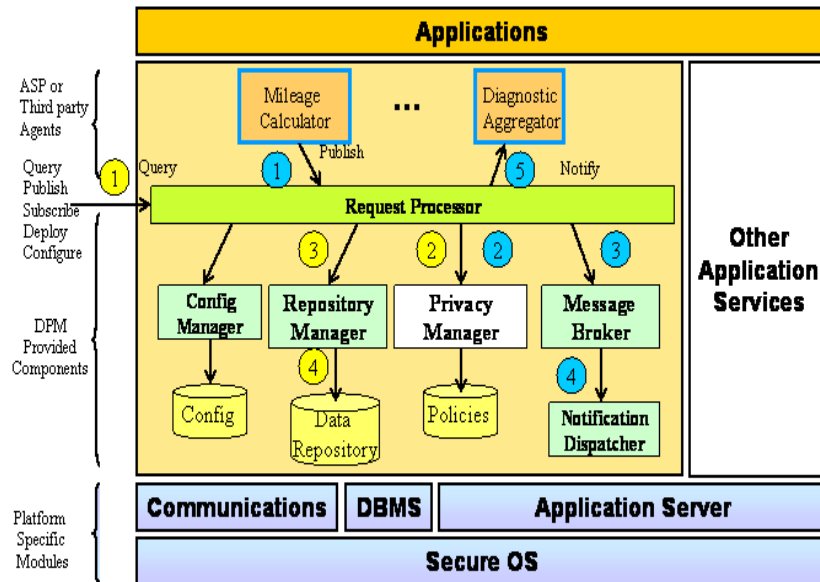 Applications
ASP or
Third party
Agents
Mileage
Calculator
...
Diagnostic
Aggregator
Publish
1
Query
1
5
Notify
Query
Publish
Subscribe
Deploy
Configure
Request Processor
3
2
2
3
Other
Application
Services
Config
Manager
Repository
Manager
Privacy
Manager
Message
Broker
DPM
Provided
Components
4
4
Config
Data
Repository
Policies
Notification
Dispatcher
Platform
Specific
Modules
Communications
DBMS
Application Server
Secure OS